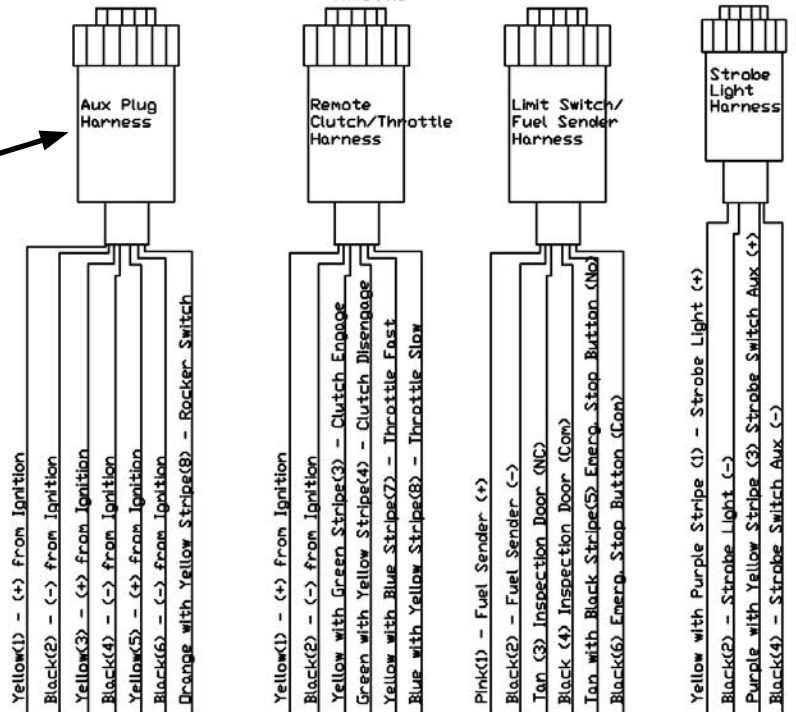 Aux Plug
Harness
Yellow(1) - (+) from Ignition
Black(2) - (-) from Ignition
Yellow(3) - (+) from Ignition
Black(4) - (-) from Ignition
Yellow(5) - (+) from Ignition
Black(6) - (-) from Ignition
Orange with Yellow Stripe(8) - Rocker Switch
Remote
Clutch/Throttle
Harness
Yellow(1) - (+) from Ignition
Black(2) - (-) from Ignition
Yellow with Green Stripe(3) - Clutch Engage
Green with Yellow Stripe(4) - Clutch Disengage
Yellow with Blue Stripe(7) - Throttle Fast
Blue with Yellow Stripe(8) - Throttle Slow
Limit Switch/
Fuel Sender
Harness
Pink(1) - Fuel Sender (+)
Black(2) - Fuel Sender (-)
Tan (3) Inspection Door (NC)
Black (4) Inspection Door (Com)
Tan with Black Stripe(5) Emerg. Stop Button (No)
Black(6) Emerg. Stop Button (Com)
Strobe
Light
Harness
Yellow with Purple Stripe (1) - Strobe Light (+)
Black(2) - Strobe Light (-)
Purple with Yellow Stripe (3) Strobe Switch Aux (+)
Black(4) - Strobe Switch Aux (-)